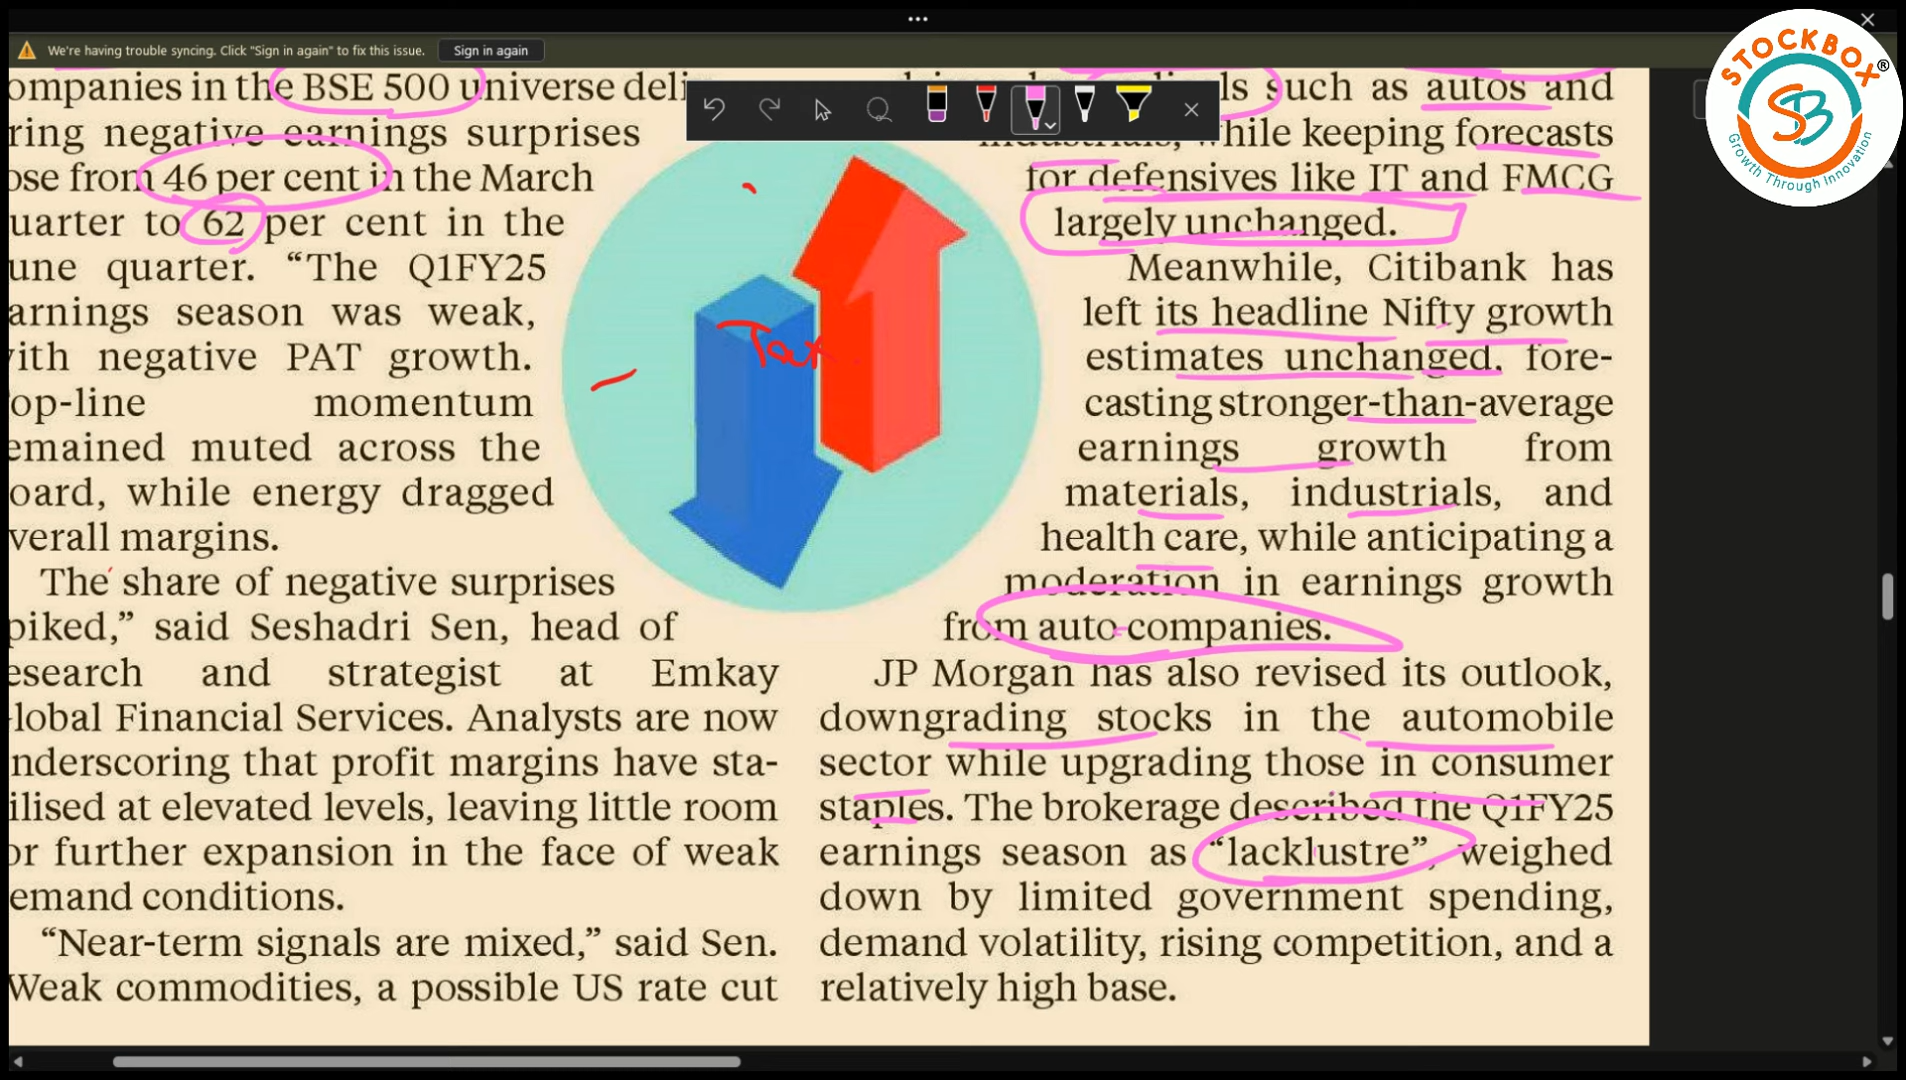 We're having trouble syncing. Click "Sign in again" to fix this issue.
Sign in again
STOCKBOX®
SB
Growth Through Innovation
ompanies in the BSE 500 universe deli
ring negative earnings surprises
ose from 46 per cent in the March
uarter to 62 per cent in the
une quarter. “The Q1FY25
arnings season was weak,
ith negative PAT growth.
op-line momentum
emained muted across the
oard, while energy dragged
verall margins.
The share of negative surprises
piked,” said Seshadri Sen, head of
esearch and strategist at Emkay
lobal Financial Services. Analysts are now
nderscoring that profit margins have sta-
ilised at elevated levels, leaving little room
or further expansion in the face of weak
emand conditions.
“Near-term signals are mixed,” said Sen.
Weak commodities, a possible US rate cut
Tax
ls such as autos and
while keeping forecasts
for defensives like IT and FMCG
largely unchanged.
Meanwhile, Citibank has
left its headline Nifty growth
estimates unchanged, fore-
casting stronger-than-average
earnings growth from
materials, industrials, and
health care, while anticipating a
moderation in earnings growth
from auto companies.
JP Morgan has also revised its outlook,
downgrading stocks in the automobile
sector while upgrading those in consumer
staples. The brokerage described the Q1FY25
earnings season as “lacklustre”, weighed
down by limited government spending,
demand volatility, rising competition, and a
relatively high base.